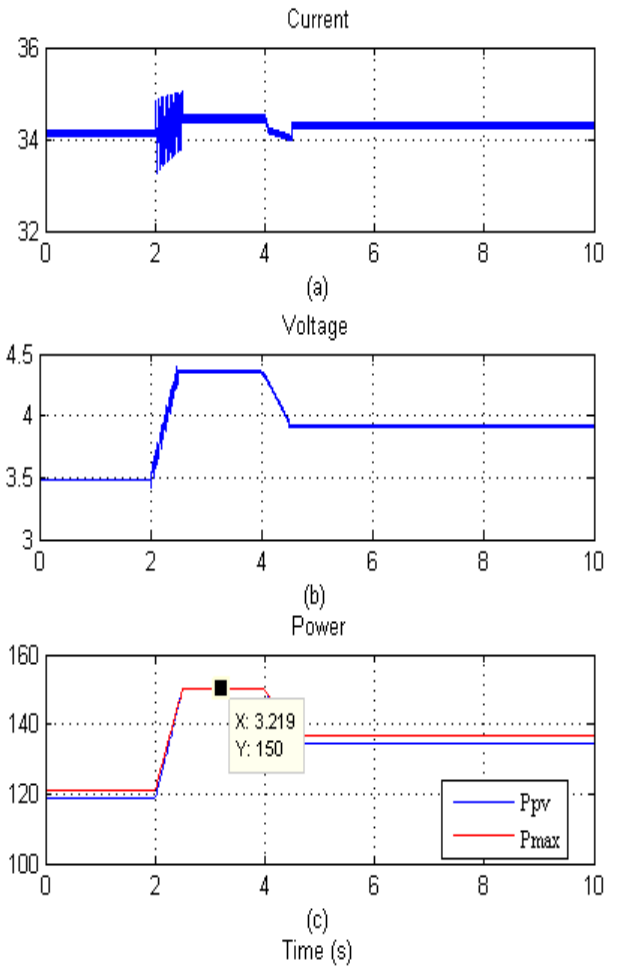 Current
36
34
32
0 2 4 6 8 10
(a)
Voltage
4.5
4
3.5
3
0 2 4 6 8 10
(b)
Power
160
140
120
100
X: 3.219
Y: 150
Ppv
Pmax
0 2 4 6 8 10
(c)
Time (s)